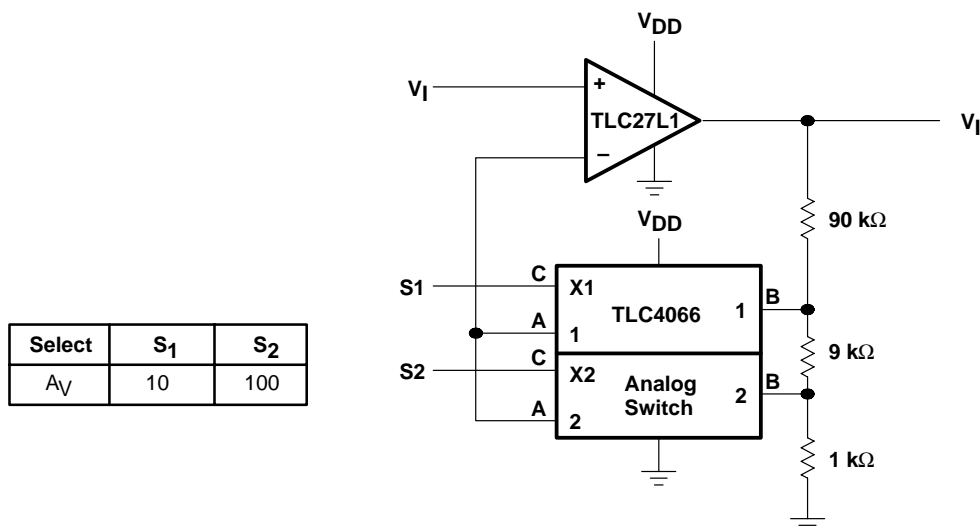 VDD
VI
+
TLC27L1
−
VI
90 kΩ
VDD
S1
C
X1
TLC4066
1
B
A
1
9 kΩ
S2
C
X2
Analog
Switch
2
B
A
2
1 kΩ
Select S1 S2
AV 10 100